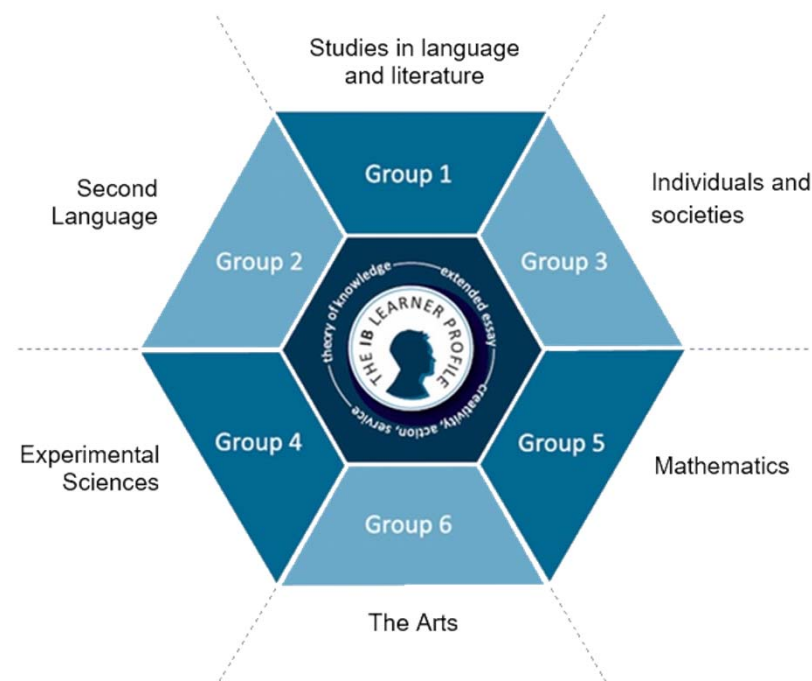 Studies in language
and literature
Group 1
Second
Language
Group 2
Individuals and
societies
Group 3
theory of knowledge
extended essay
creativity, action, service
THE IB LEARNER PROFILE
Experimental
Sciences
Group 4
Group 5
Mathematics
Group 6
The Arts